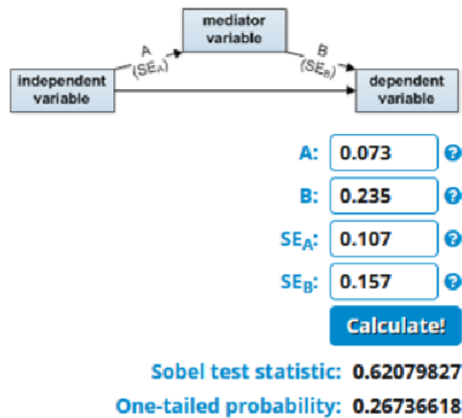 mediator
variable
A
(SEA)
B
(SEB)
independent
variable
dependent
variable
A: 0.073 ?
B: 0.235 ?
SEA: 0.107 ?
SEB: 0.157 ?
Calculate!
Sobel test statistic: 0.62079827
One-tailed probability: 0.26736618